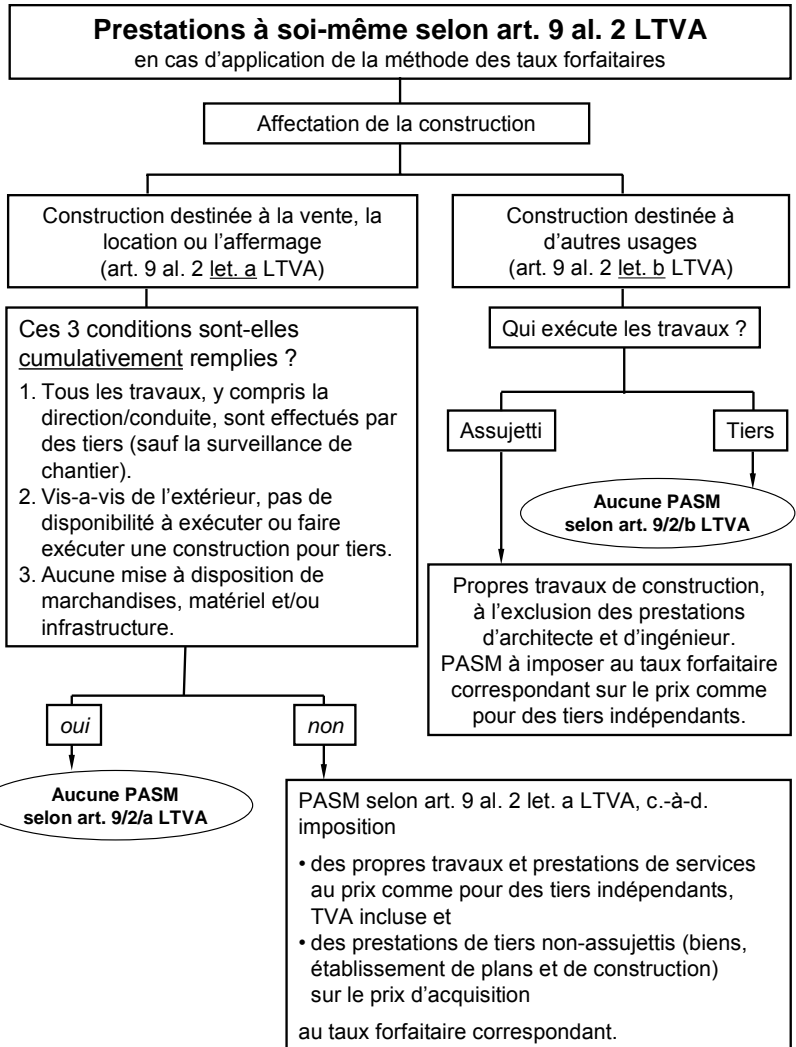 Prestations à soi-même selon art. 9 al. 2 LTVA
en cas d'application de la méthode des taux forfaitaires
Affectation de la construction
Construction destinée à la vente, la
location ou l'affermage
(art. 9 al. 2 let. a LTVA)
Construction destinée à
d'autres usages
(art. 9 al. 2 let. b LTVA)
Ces 3 conditions sont-elles
cumulativement remplies ?
1. Tous les travaux, y compris la
direction/conduite, sont effectués par
des tiers (sauf la surveillance de
chantier).
2. Vis-a-vis de l'extérieur, pas de
disponibilité à exécuter ou faire
exécuter une construction pour tiers.
3. Aucune mise à disposition de
marchandises, matériel et/ou
infrastructure.
Qui exécute les travaux ?
Assujetti
Tiers
Aucune PASM
selon art. 9/2/b LTVA
Propres travaux de construction,
à l'exclusion des prestations
d'architecte et d'ingénieur.
PASM à imposer au taux forfaitaire
correspondant sur le prix comme
pour des tiers indépendants.
oui
non
Aucune PASM
selon art. 9/2/a LTVA
PASM selon art. 9 al. 2 let. a LTVA, c.-à-d.
imposition
• des propres travaux et prestations de services
au prix comme pour des tiers indépendants,
TVA incluse et
• des prestations de tiers non-assujettis (biens,
établissement de plans et de construction)
sur le prix d'acquisition
au taux forfaitaire correspondant.